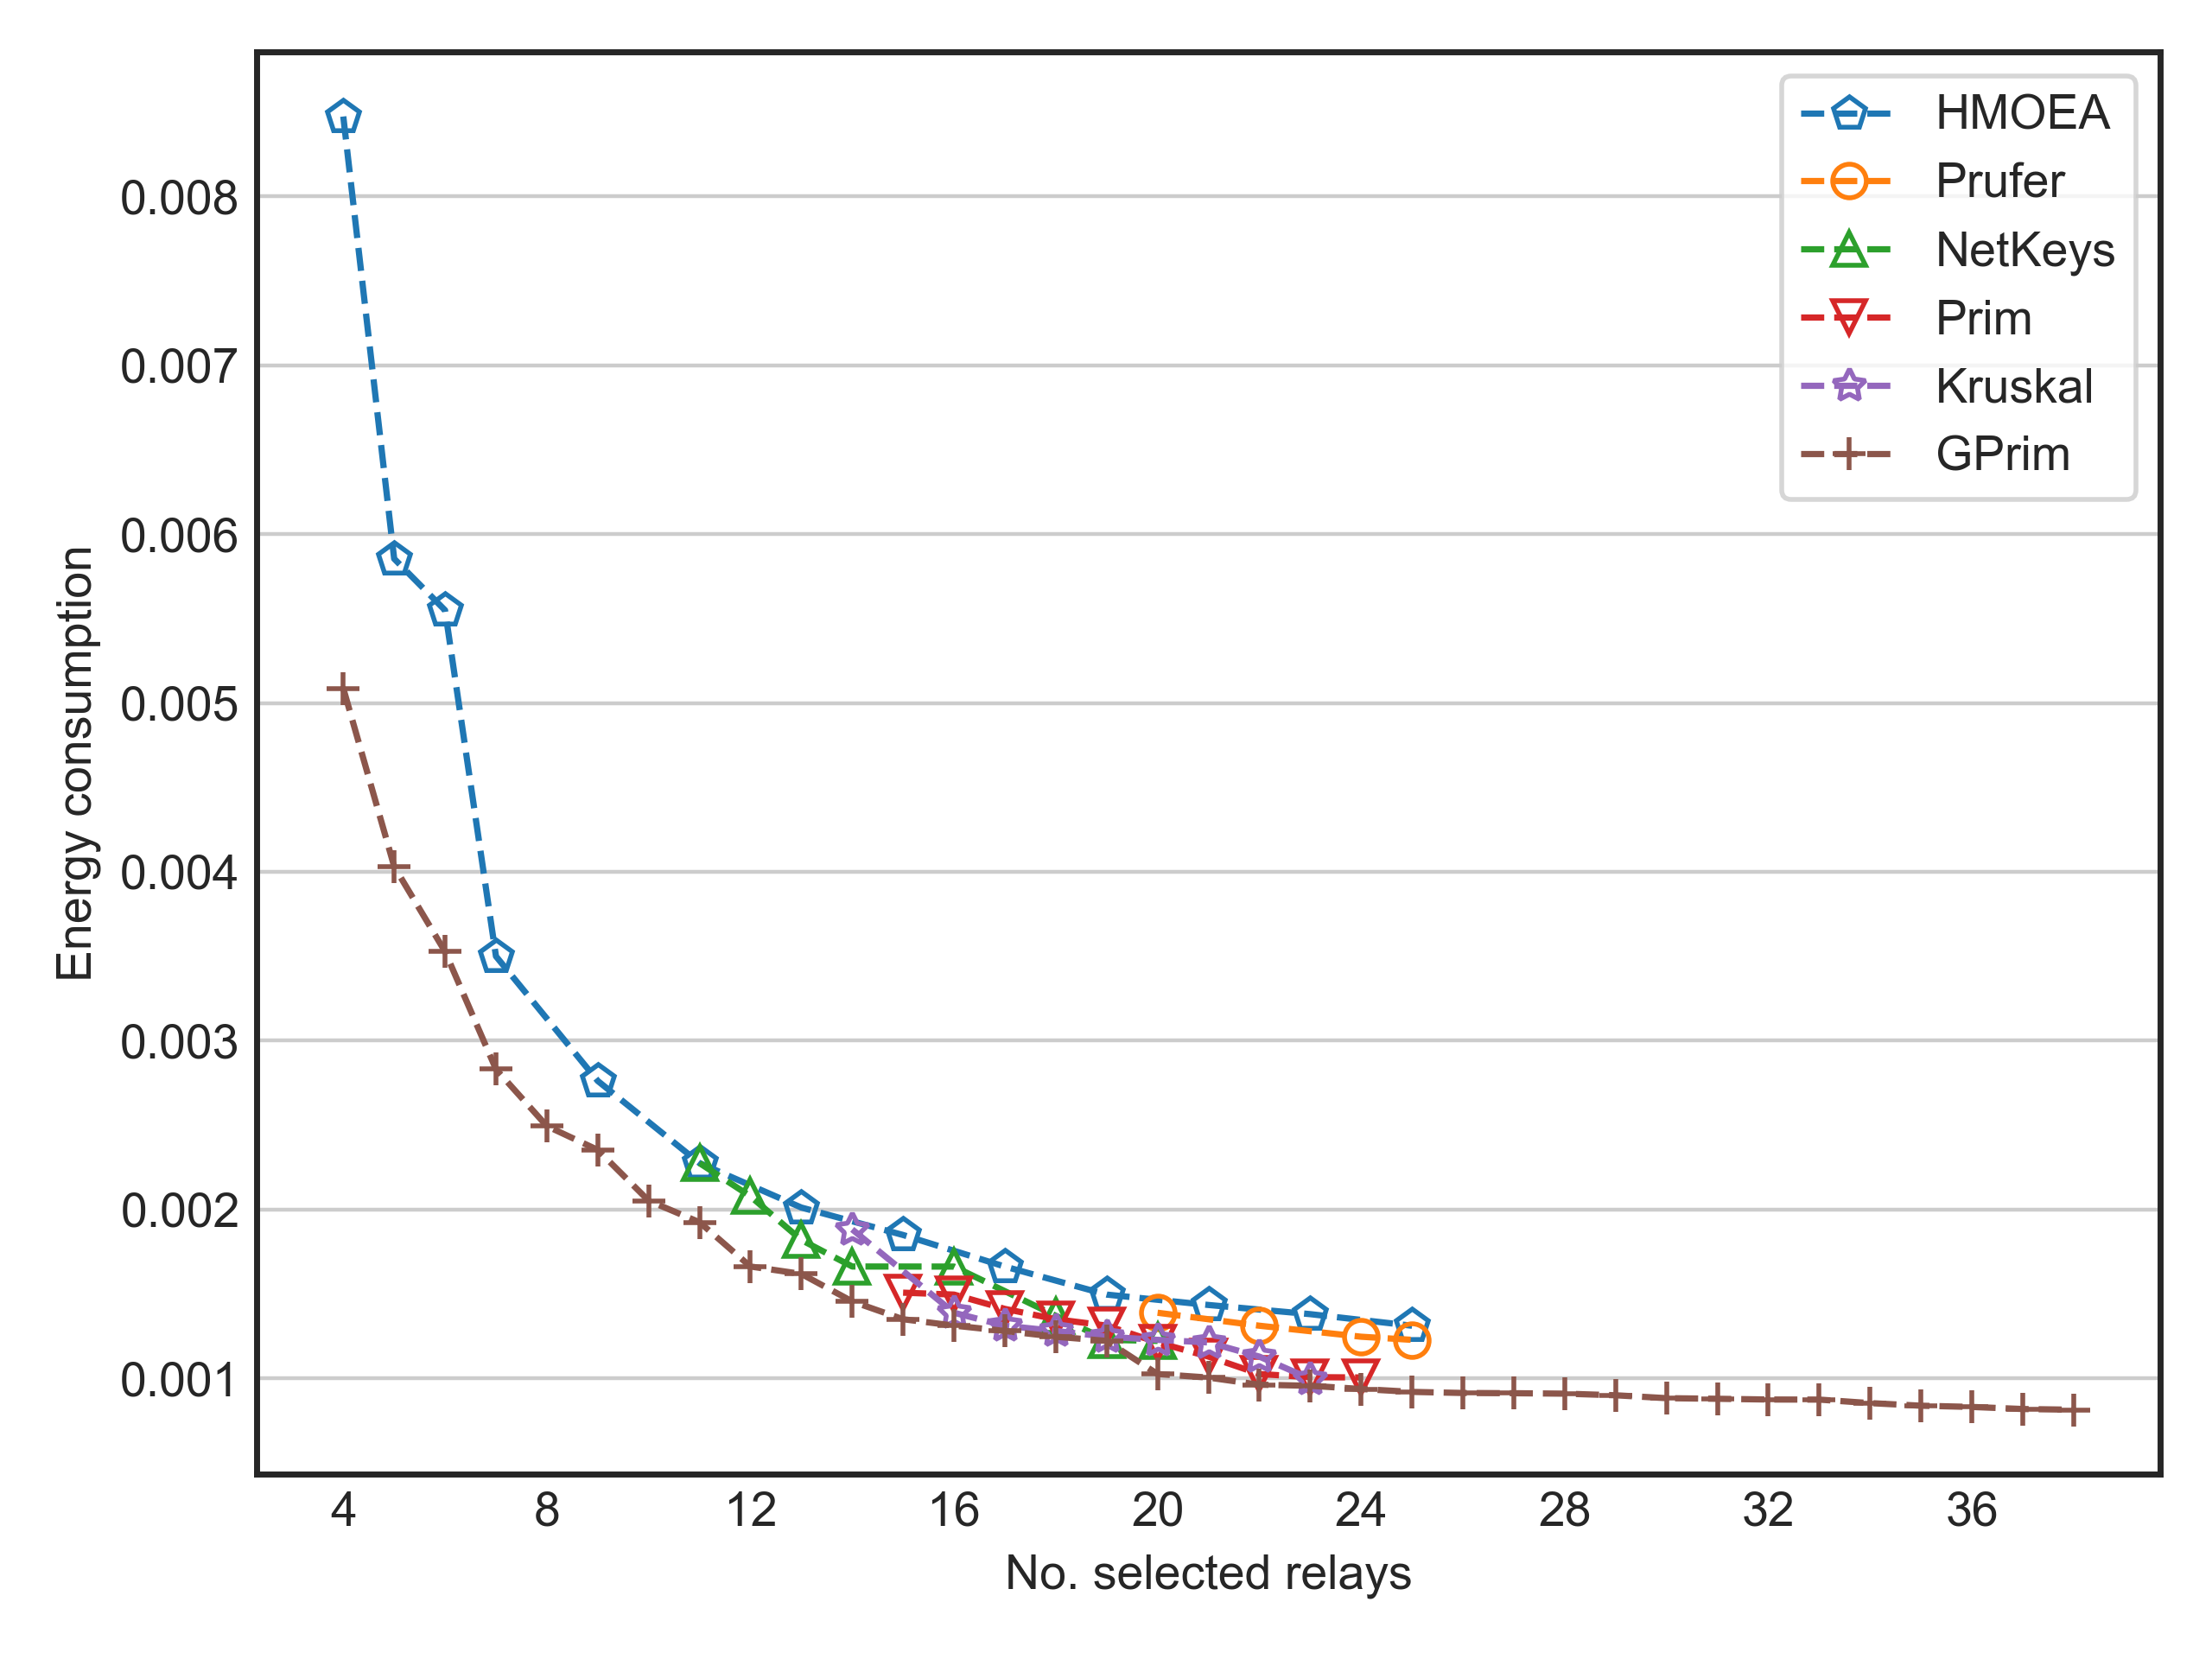 HMOEA
Prufer
NetKeys
Prim
Kruskal
GPrim
0.008
0.007
0.006
0.005
0.004
0.003
0.002
0.001
Energy consumption
4 8 12 16 20 24 28 32 36
No. selected relays